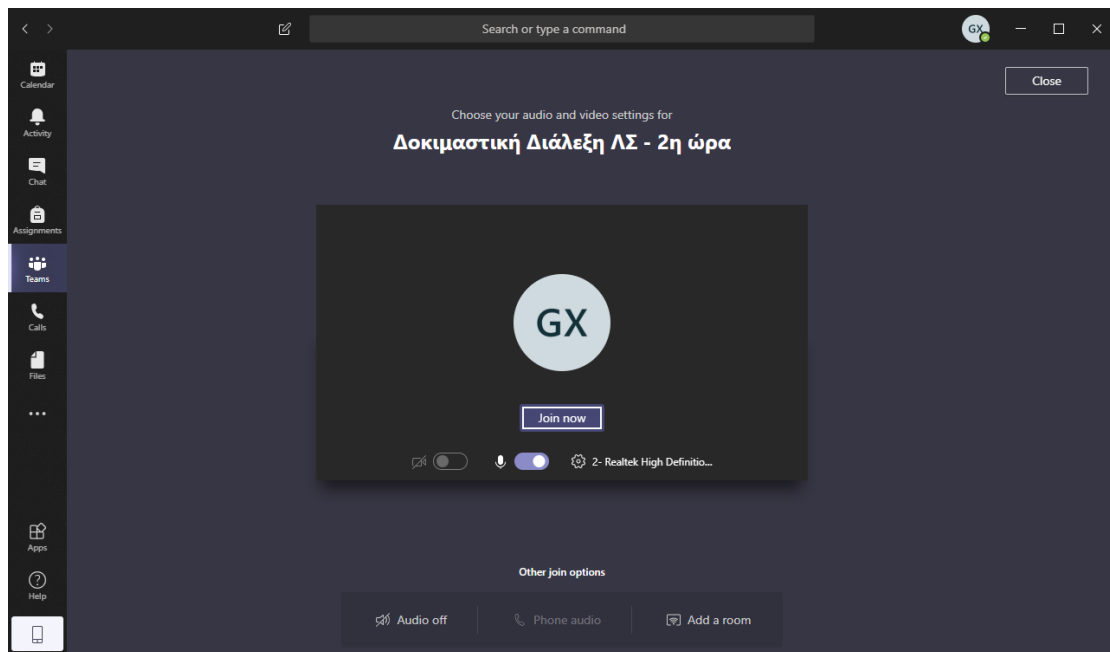 Search or type a command
GX
Calendar
Activity
Chat
Assignments
Teams
Calls
Files
Apps
Help
Close
Choose your audio and video settings for
Δοκιμαστική Διάλεξη ΛΣ - 2η ώρα
GX
Join now
2- Realtek High Definitio...
Other join options
Audio off
Phone audio
Add a room